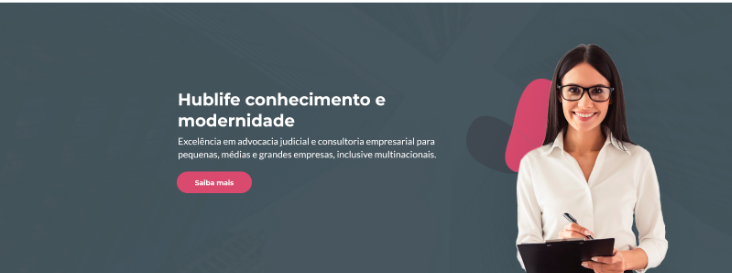 Hublife conhecimento e
modernidade
Excelência em advocacia judicial e consultoria empresarial para
pequenas, médias e grandes empresas, inclusive multinacionais.
Saiba mais